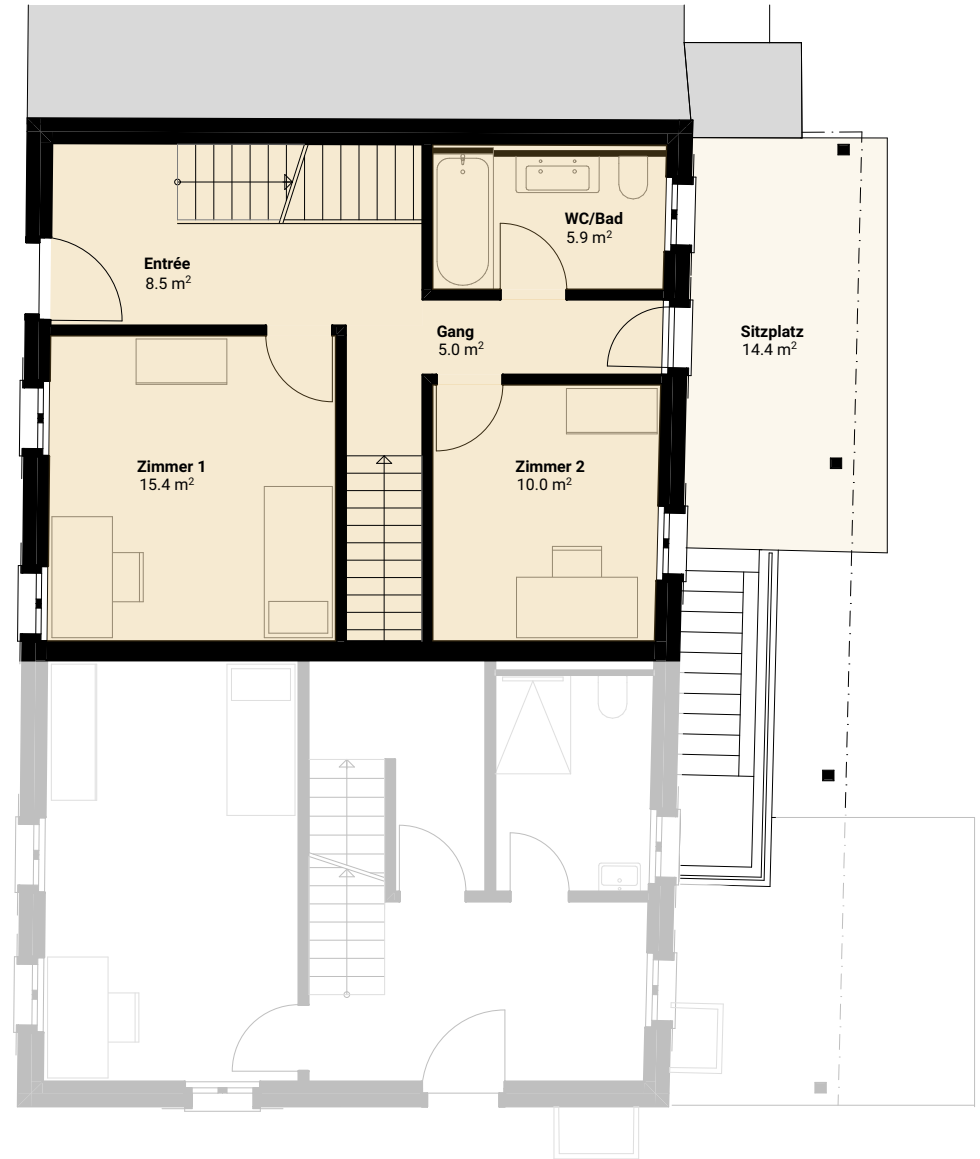 WC/Bad
5.9 m²
Entrée
8.5 m²
Gang
5.0 m²
Sitzplatz
14.4 m²
Zimmer 1
15.4 m²
Zimmer 2
10.0 m²